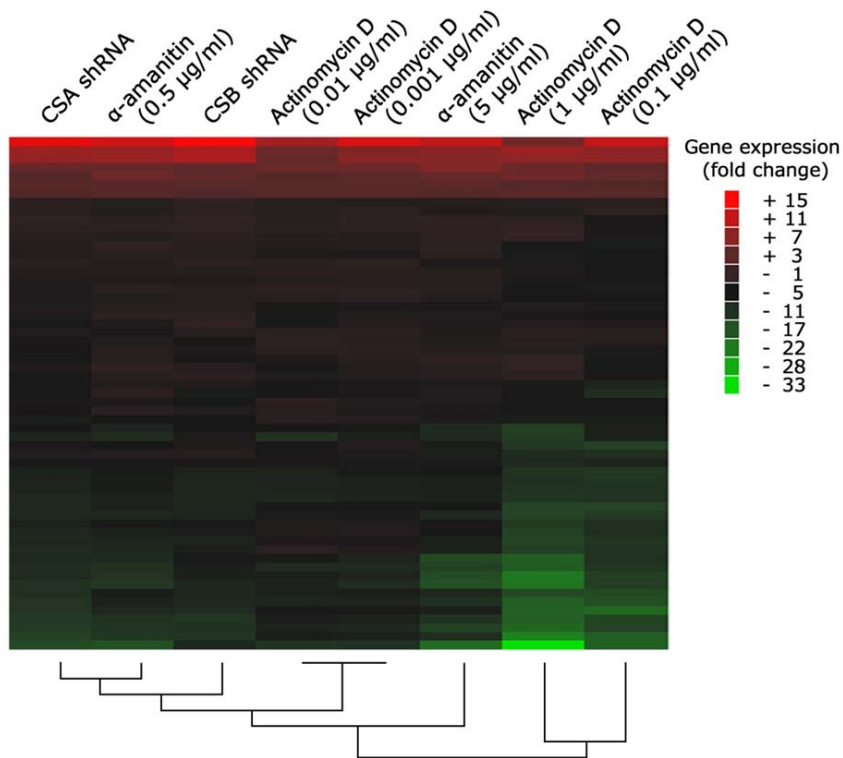 CSA shRNA
α-amanitin
(0.5 µg/ml)
CSB shRNA
Actinomycin D
(0.01 µg/ml)
Actinomycin D
(0.001 µg/ml)
α-amanitin
(5 µg/ml)
Actinomycin D
(1 µg/ml)
Actinomycin D
(0.1 µg/ml)
Gene expression
(fold change)
+ 15
+ 11
+ 7
+ 3
- 1
- 5
- 11
- 17
- 22
- 28
- 33